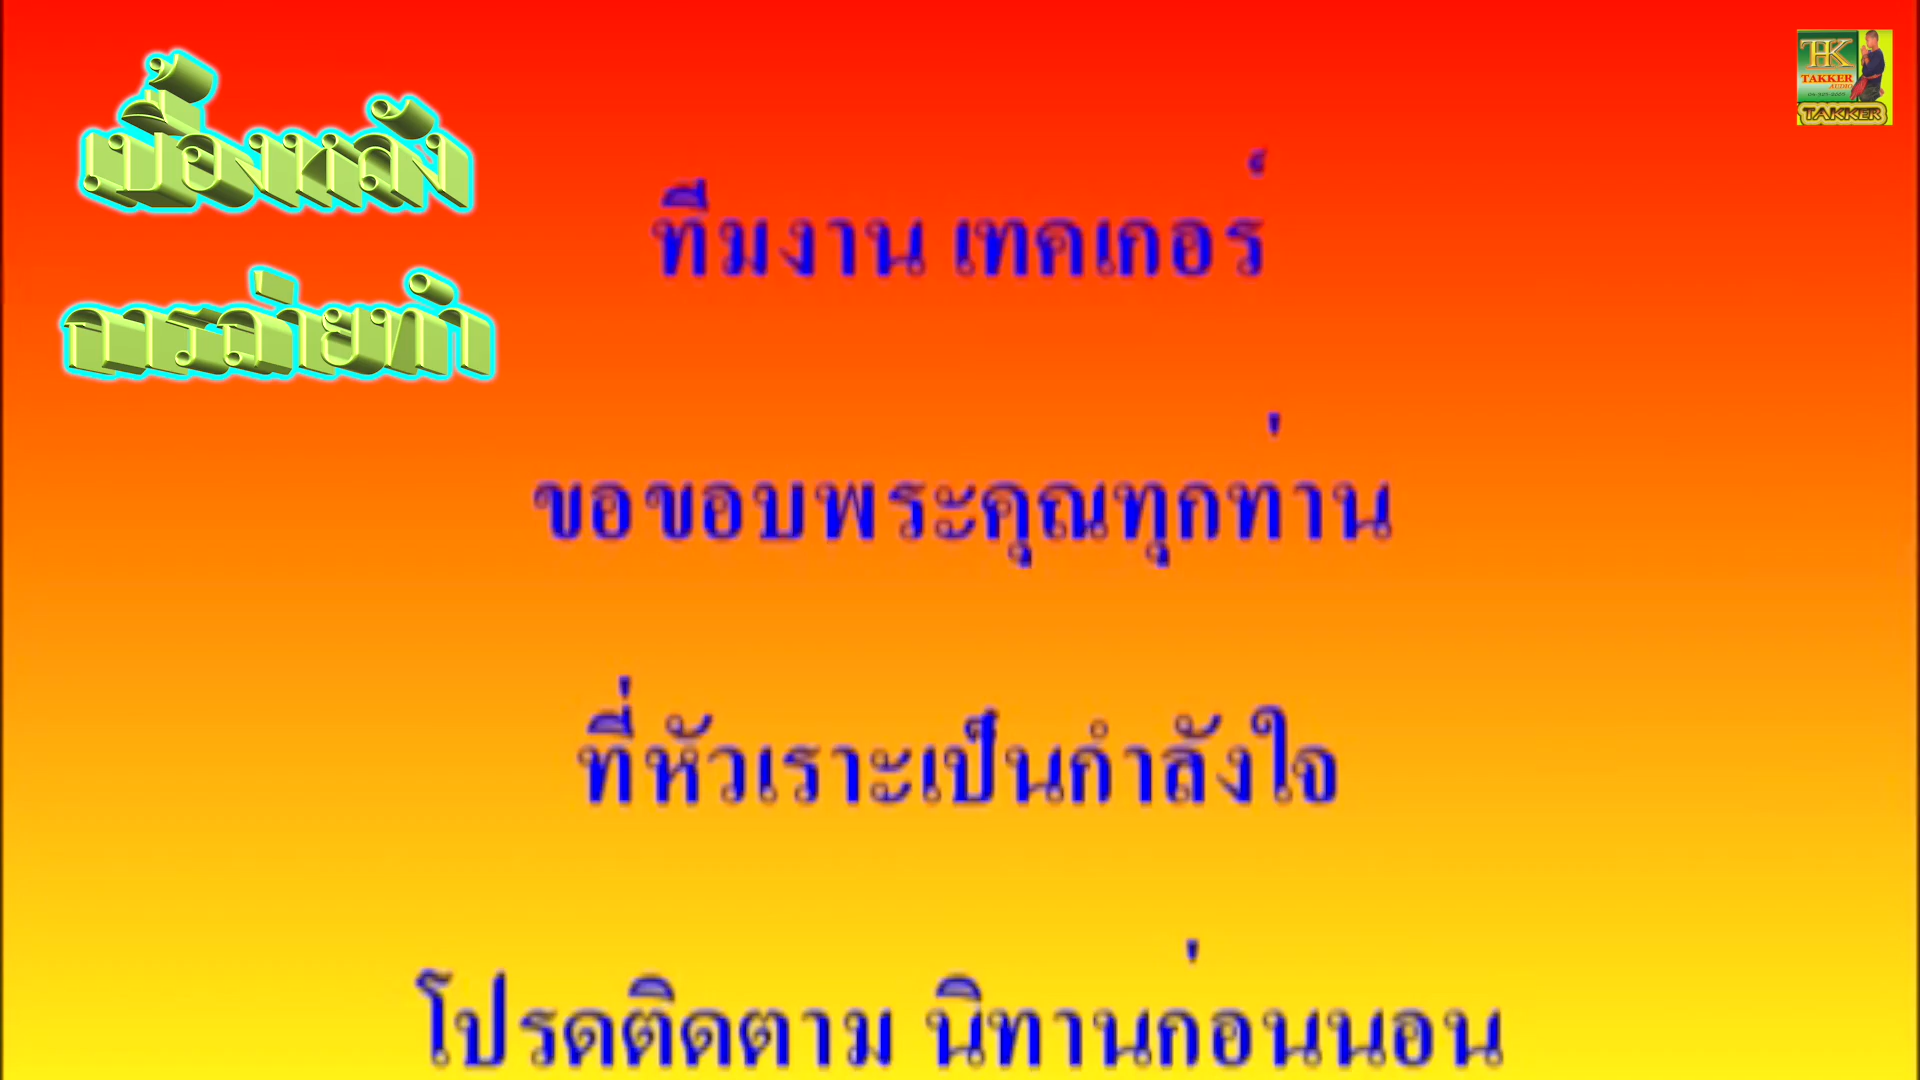 เบื้องหลัง
การถ่ายทำ
ทีมงาน เทคเกอร์
ขอขอบพระคุณทุกท่าน
ที่หัวเราะเป็นกำลังใจ
โปรดติดตาม นิทานก่อนนอน
THK
TAKKER
AUDIO
TAKKER